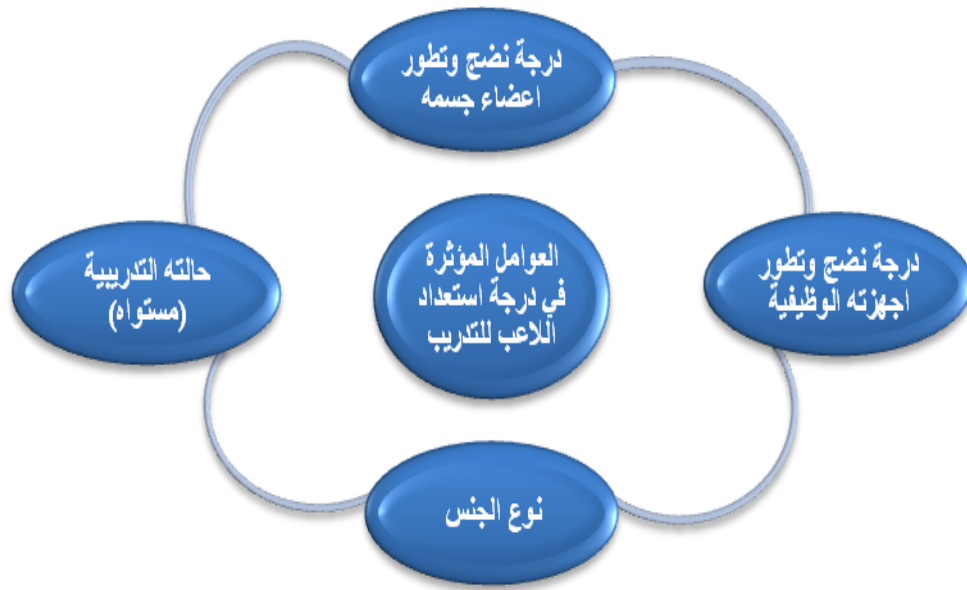 درجة نضج وتطور
اعضاء جسمه
العوامل المؤثرة
في درجة استعداد
اللاعب للتدريب
درجة نضج وتطور
اجهزته الوظيفية
حالته التدريبية
(مستواه)
نوع الجنس